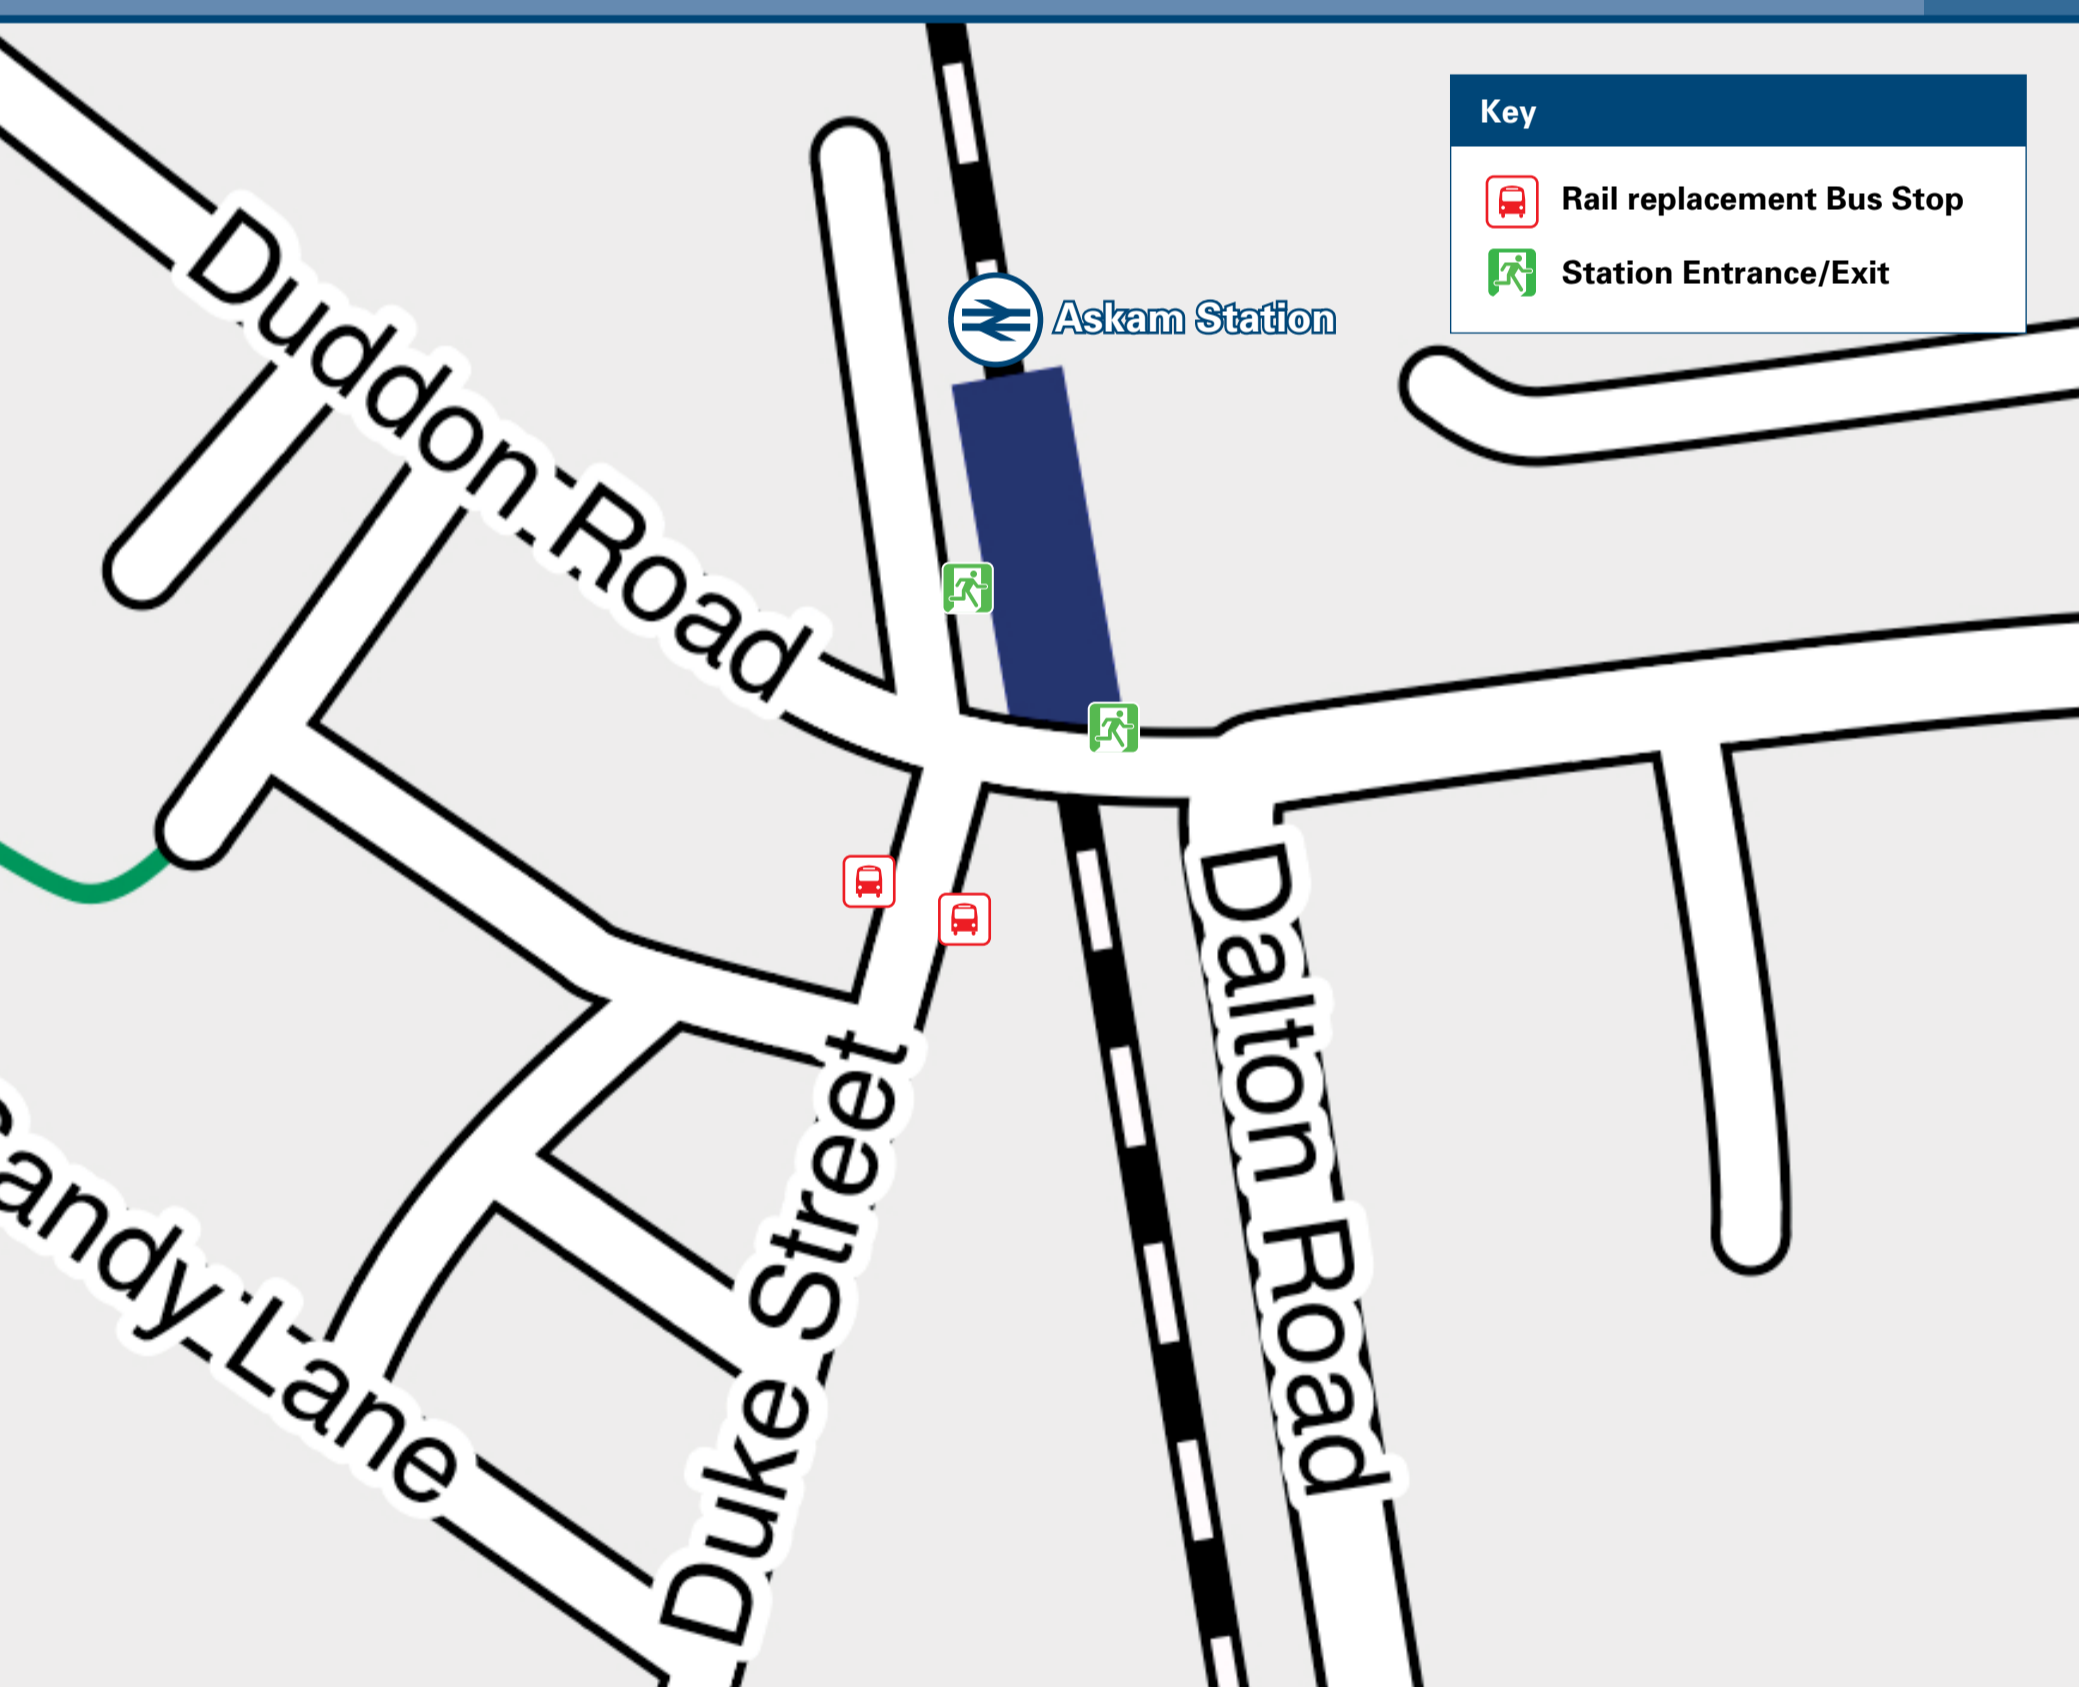 Key
Rail replacement Bus Stop
Station Entrance/Exit
Askam Station
Duddon Road
Dalton Road
Duke Street
andy Lane